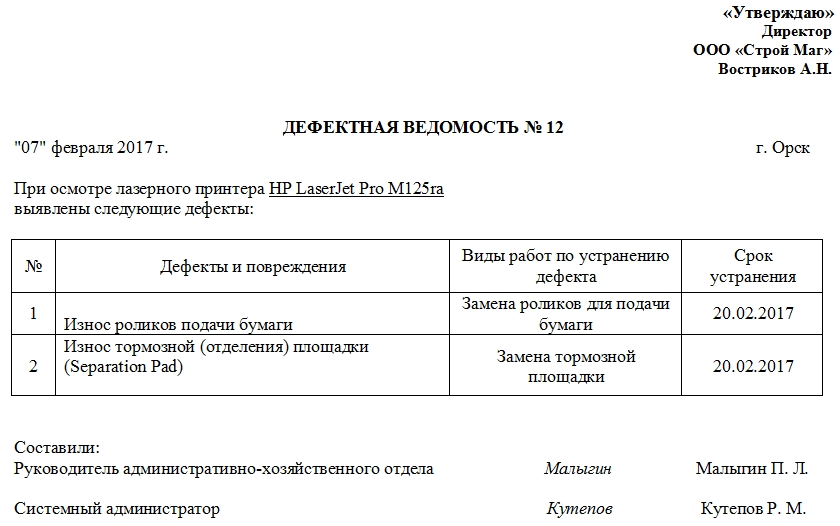 «Утверждаю»
Директор
ООО «Строй Маг»
Востриков А.Н.
ДЕФЕКТНАЯ ВЕДОМОСТЬ № 12
"07" февраля 2017 г. г. Орск
При осмотре лазерного принтера HP LaserJet Pro M125ra
выявлены следующие дефекты:
№ Дефекты и повреждения Виды работ по устранению дефекта Срок устранения
1 Износ роликов подачи бумаги Замена роликов для подачи бумаги 20.02.2017
2 Износ тормозной (отделения) площадки (Separation Pad) Замена тормозной площадки 20.02.2017
Составили:
Руководитель административно-хозяйственного отдела Малыгин Малыгин П. Л.
Системный администратор Кутепов Кутепов Р. М.